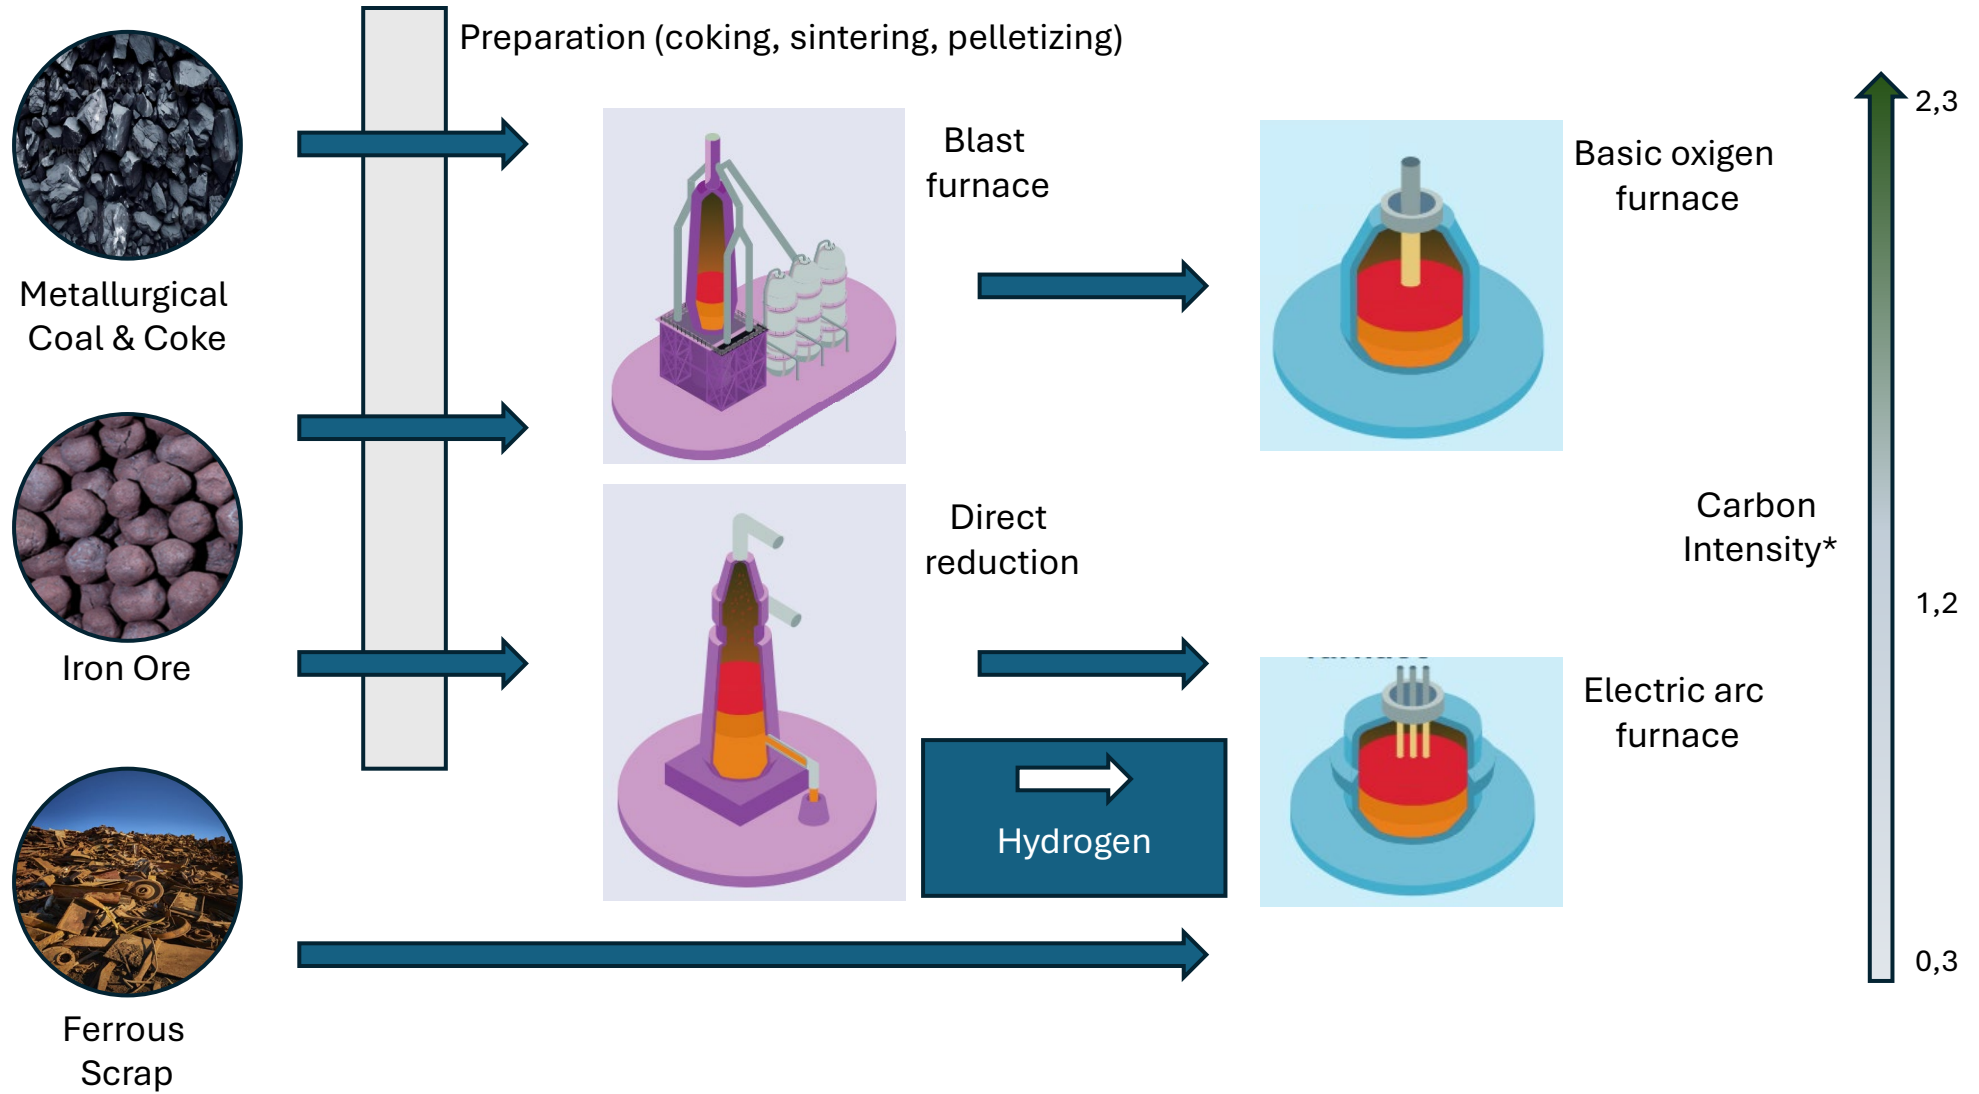 Preparation (coking, sintering, pelletizing)
Metallurgical
Coal & Coke
Iron Ore
Ferrous
Scrap
Blast
furnace
Basic oxigen
furnace
Direct
reduction
Hydrogen
Electric arc
furnace
Carbon
Intensity*
2,3
1,2
0,3